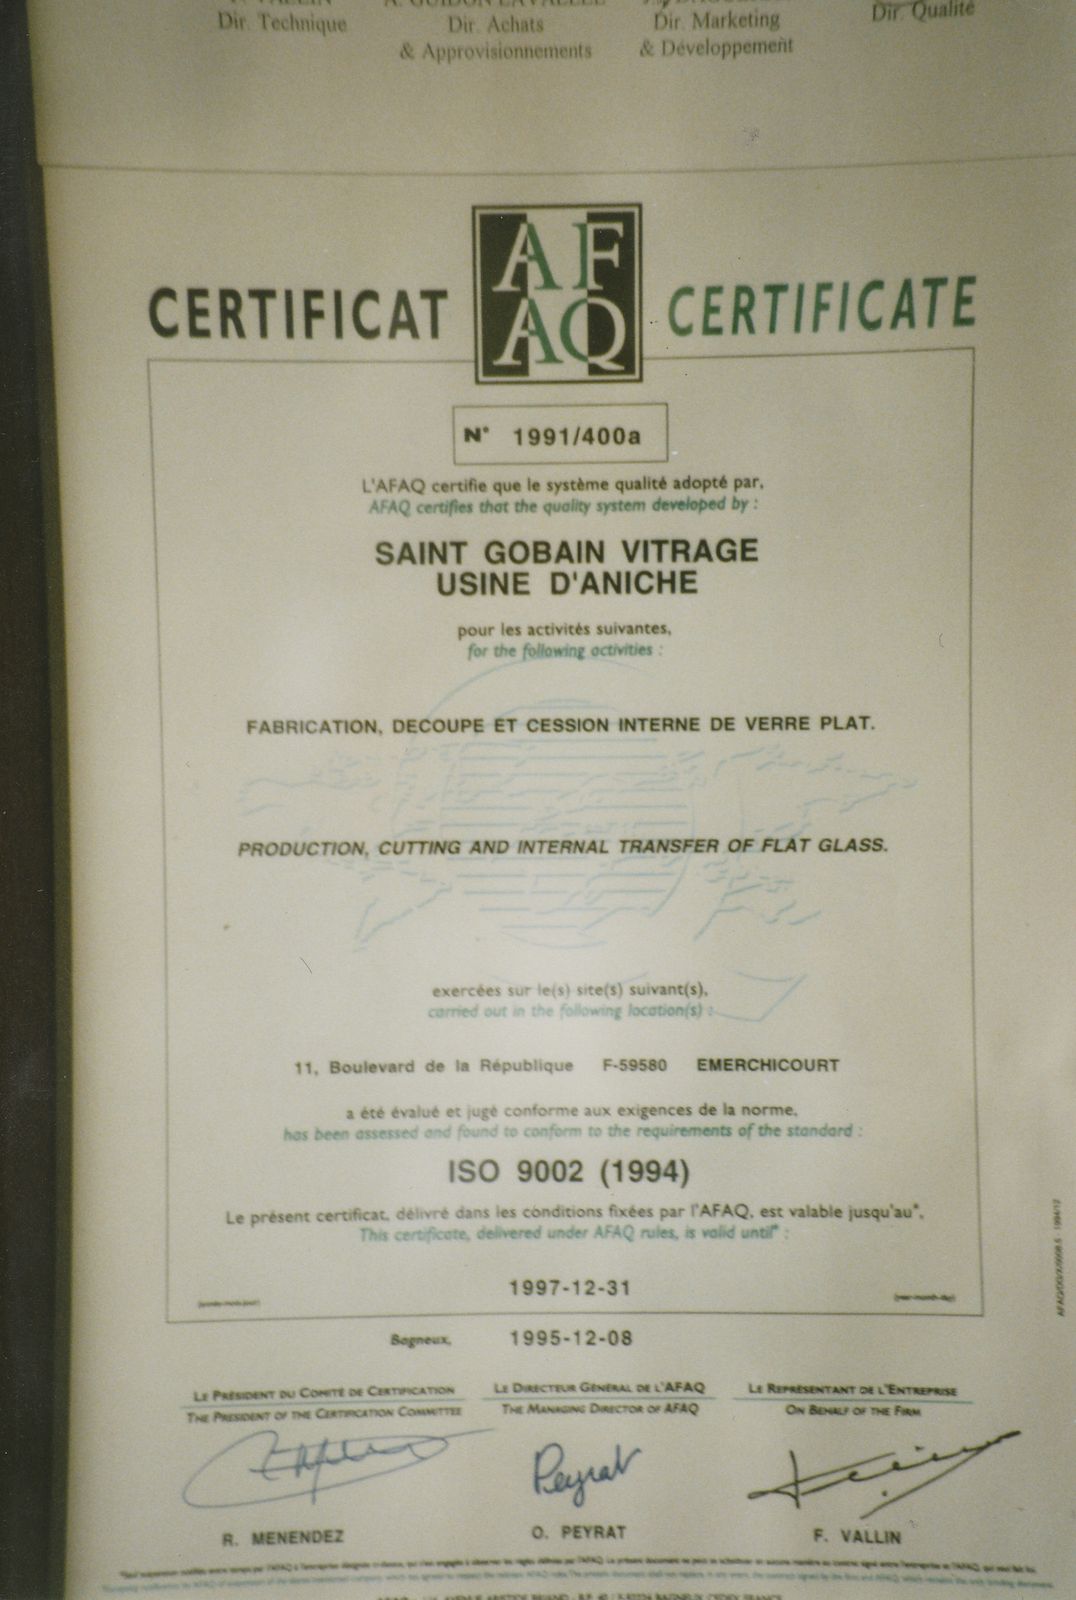 Dir. Technique
Dir. Achats
& Approvisionnements
Dir. Marketing
& Développement
Dir. Qualité
CERTIFICAT
AFAQ
CERTIFICATE
N° 1991/400a
L'AFAQ certifie que le système qualité adopté par,
AFAQ certifies that the quality system developed by :
SAINT GOBAIN VITRAGE
USINE D'ANICHE
pour les activités suivantes,
for the following activities :
FABRICATION, DECOUPE ET CESSION INTERNE DE VERRE PLAT.
PRODUCTION, CUTTING AND INTERNAL TRANSFER OF FLAT GLASS.
exercées sur le(s) site(s) suivant(s),
carried out in the following location(s) :
11, Boulevard de la République F-59580 EMERCHICOURT
a été évalué et jugé conforme aux exigences de la norme,
has been assessed and found to conform to the requirements of the standard :
ISO 9002 (1994)
Le présent certificat, délivré dans les conditions fixées par l'AFAQ, est valable jusqu'au*,
This certificate, delivered under AFAQ rules, is valid until* :
1997-12-31
(année-mois-jour)
(year-month-day)
Bagneux, 1995-12-08
LE PRÉSIDENT DU COMITÉ DE CERTIFICATION
THE PRESIDENT OF THE CERTIFICATION COMMITTEE
LE DIRECTEUR GÉNÉRAL DE L'AFAQ
THE MANAGING DIRECTOR OF AFAQ
LE REPRÉSENTANT DE L'ENTREPRISE
ON BEHALF OF THE FIRM
Peyrat
R. MENENDEZ
O. PEYRAT
F. VALLIN